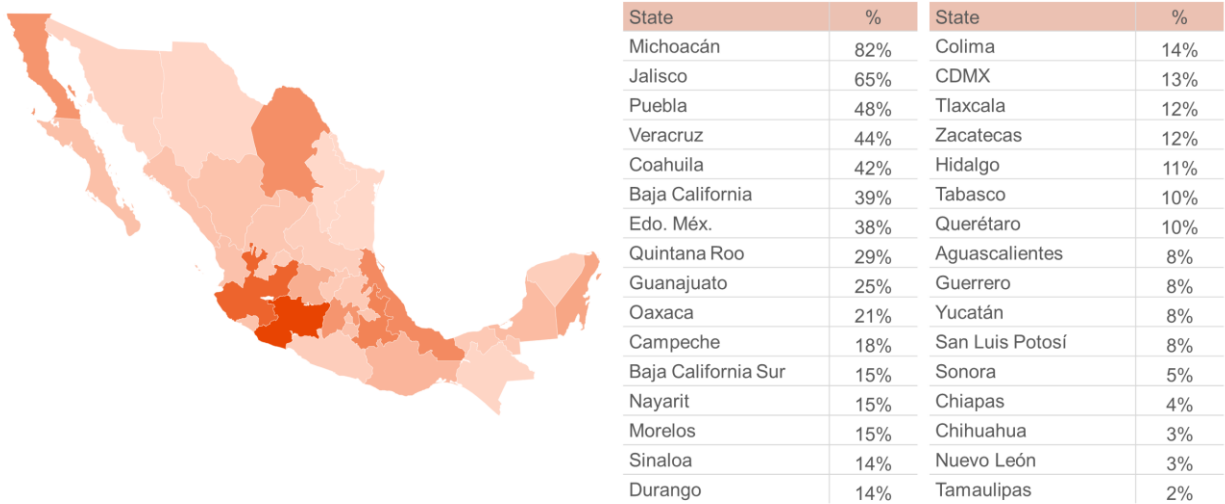 State % State %
Michoacán 82% Colima 14%
Jalisco 65% CDMX 13%
Puebla 48% Tlaxcala 12%
Veracruz 44% Zacatecas 12%
Coahuila 42% Hidalgo 11%
Baja California 39% Tabasco 10%
Edo. Méx. 38% Querétaro 10%
Quintana Roo 29% Aguascalientes 8%
Guanajuato 25% Guerrero 8%
Oaxaca 21% Yucatán 8%
Campeche 18% San Luis Potosí 8%
Baja California Sur 15% Sonora 5%
Nayarit 15% Chiapas 4%
Morelos 15% Chihuahua 3%
Sinaloa 14% Nuevo León 3%
Durango 14% Tamaulipas 2%